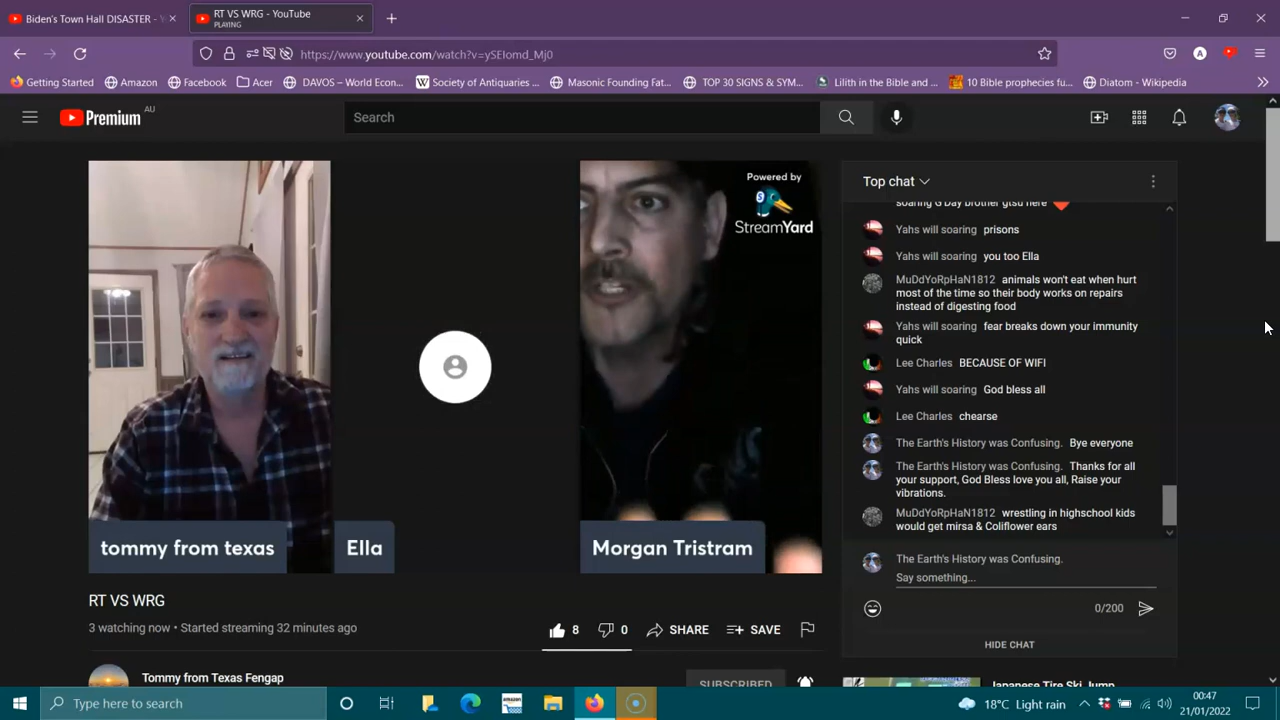 Biden's Town Hall DISASTER - Y
RT VS WRG - YouTube
PLAYING
https://www.youtube.com/watch?v=ySEIomd_Mj0
Getting Started
Amazon
Facebook
Acer
DAVOS – World Econ...
Society of Antiquaries ...
Masonic Founding Fat...
TOP 30 SIGNS & SYM...
Lilith in the Bible and ...
10 Bible prophecies fu...
Diatom - Wikipedia
Premium
AU
Search
Powered by
StreamYard
tommy from texas
Ella
Morgan Tristram
RT VS WRG
3 watching now • Started streaming 32 minutes ago
8
0
SHARE
SAVE
Tommy from Texas Fengap
SUBSCRIBED
Top chat
soaring G Day brother gtsu here
Yahs will soaring prisons
Yahs will soaring you too Ella
MuDdYoRpHaN1812 animals won't eat when hurt
most of the time so their body works on repairs
instead of digesting food
Yahs will soaring fear breaks down your immunity
quick
Lee Charles BECAUSE OF WIFI
Yahs will soaring God bless all
Lee Charles chearse
The Earth's History was Confusing. Bye everyone
The Earth's History was Confusing. Thanks for all
your support, God Bless love you all, Raise your
vibrations.
MuDdYoRpHaN1812 wrestling in highschool kids
would get mirsa & Coliflower ears
The Earth's History was Confusing.
Say something...
0/200
HIDE CHAT
Japanese Tire Ski Jump
Type here to search
18°C Light rain
00:47
21/01/2022